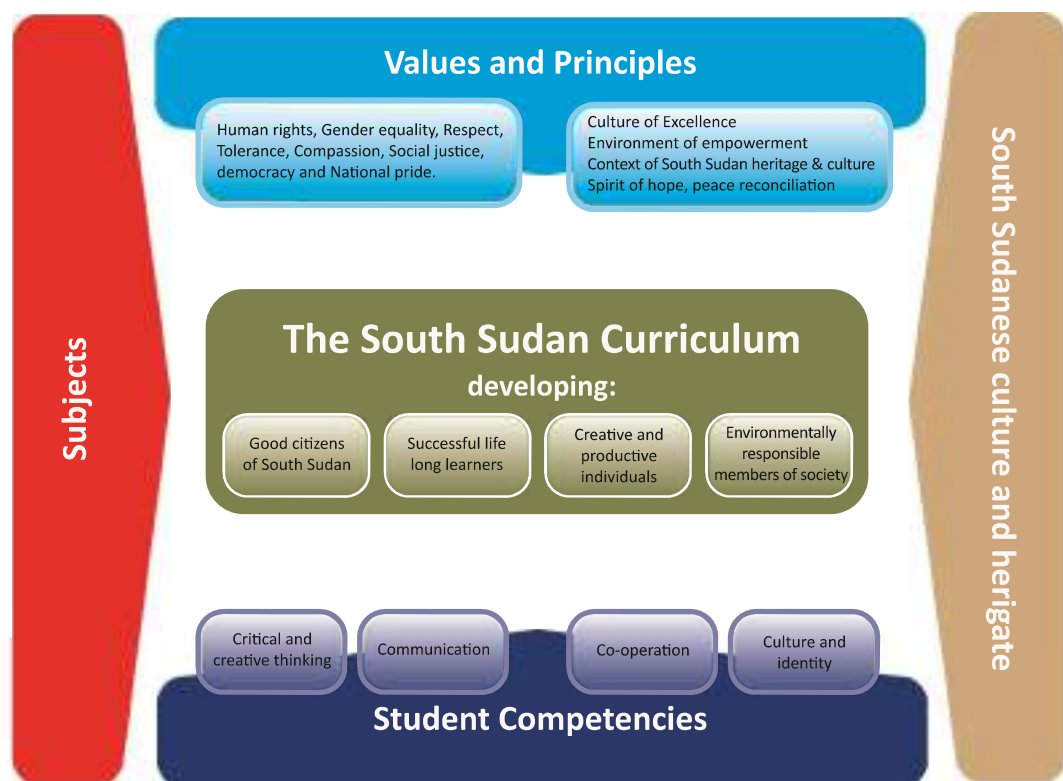 Values and Principles
Human rights, Gender equality, Respect,
Tolerance, Compassion, Social justice,
democracy and National pride.
Culture of Excellence
Environment of empowerment
Context of South Sudan heritage & culture
Spirit of hope, peace reconciliation
Subjects
The South Sudan Curriculum
developing:
Good citizens
of South Sudan
Successful life
long learners
Creative and
productive
individuals
Environmentally
responsible
members of society
South Sudanese culture and herigate
Critical and
creative thinking
Communication
Co-operation
Culture and
identity
Student Competencies